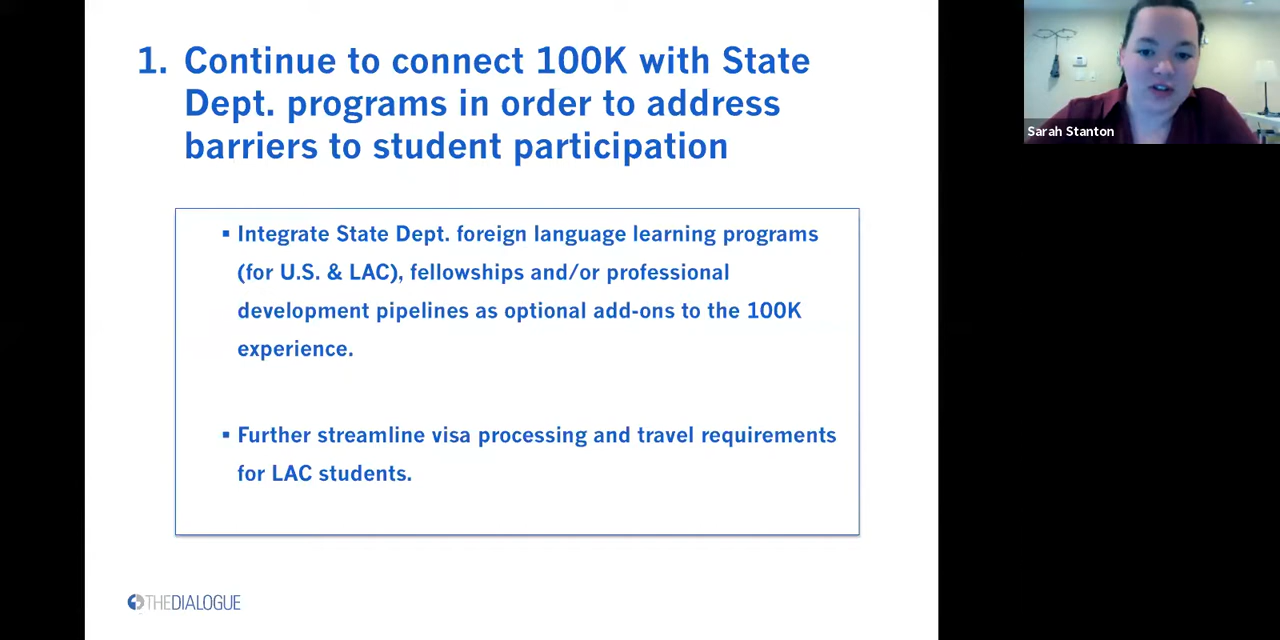 1. Continue to connect 100K with State
Dept. programs in order to address
barriers to student participation
▪ Integrate State Dept. foreign language learning programs
(for U.S. & LAC), fellowships and/or professional
development pipelines as optional add-ons to the 100K
experience.
▪ Further streamline visa processing and travel requirements
for LAC students.
THEDIALOGUE
Sarah Stanton